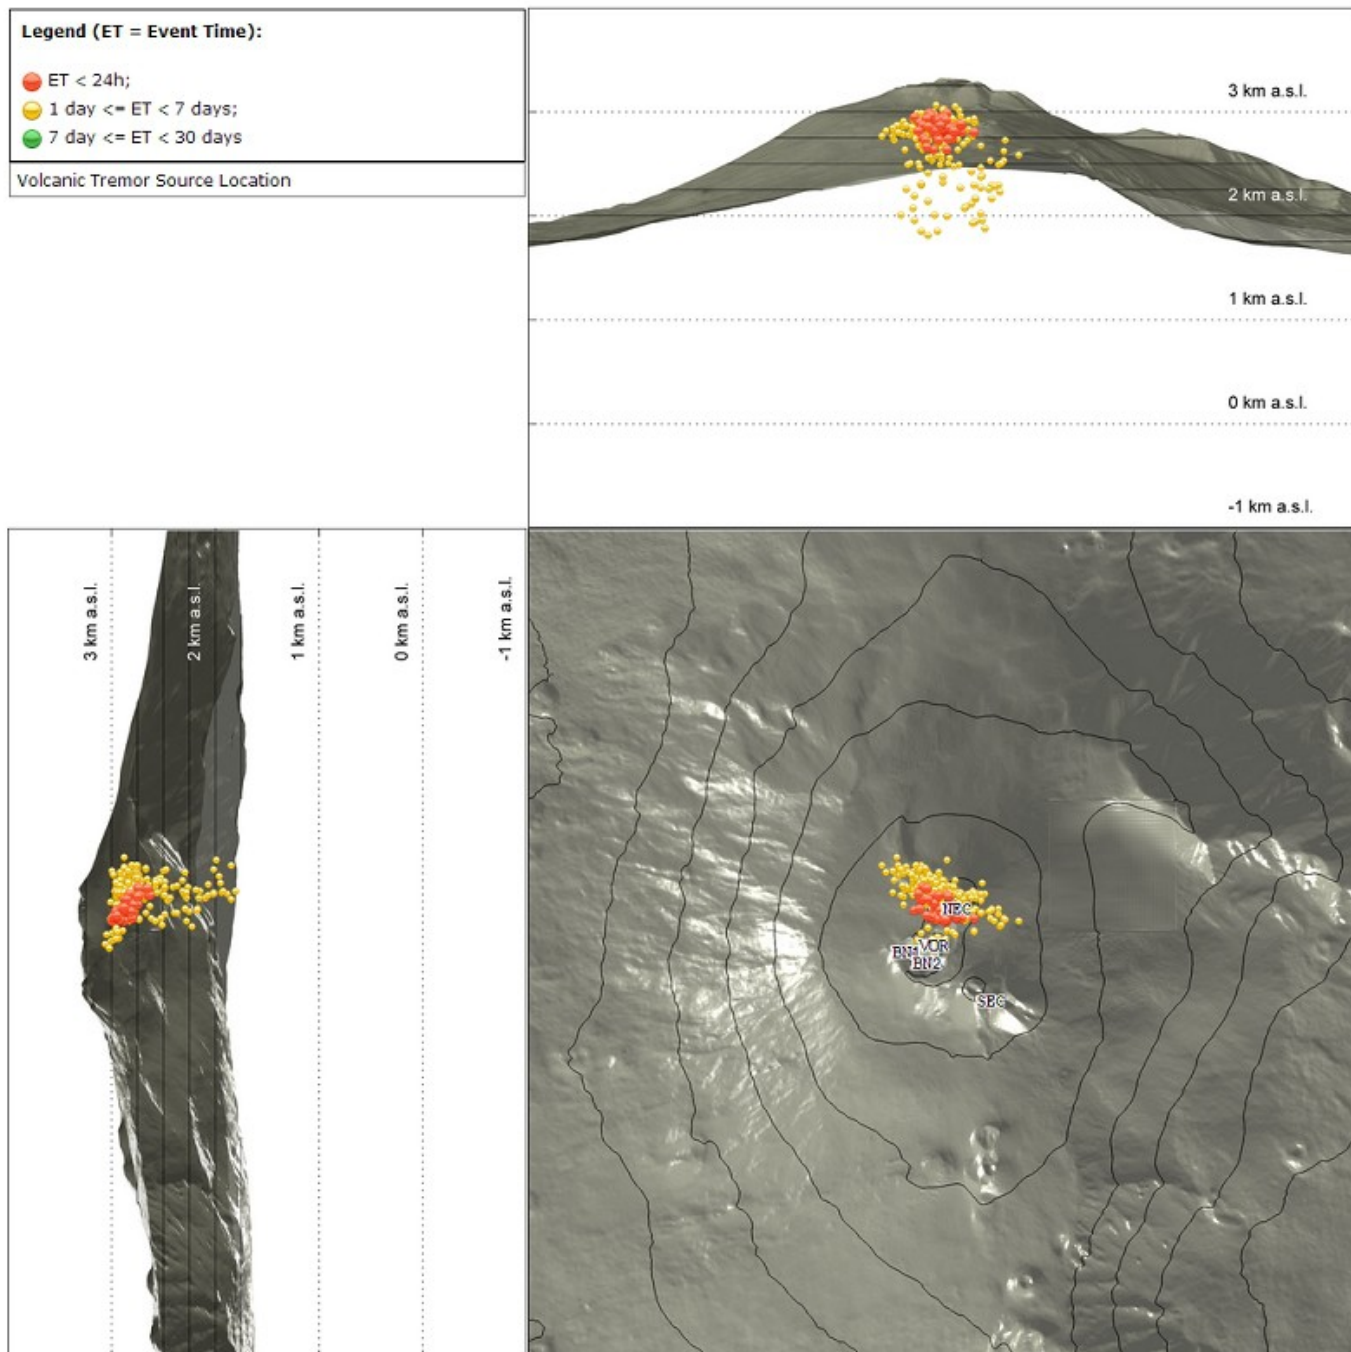 Legend (ET = Event Time):
ET < 24h;
1 day <= ET < 7 days;
7 day <= ET < 30 days
Volcanic Tremor Source Location
3 km a.s.l.
2 km a.s.l.
1 km a.s.l.
0 km a.s.l.
-1 km a.s.l.
3 km a.s.l.
2 km a.s.l.
1 km a.s.l.
0 km a.s.l.
-1 km a.s.l.
NEC
VOR
BN1
BN2
SEC